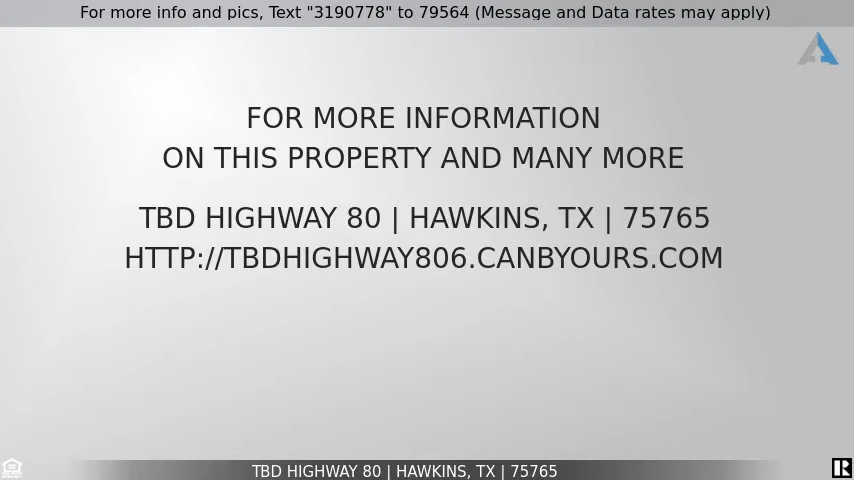 For more info and pics, Text "3190778" to 79564 (Message and Data rates may apply)
FOR MORE INFORMATION
ON THIS PROPERTY AND MANY MORE
TBD HIGHWAY 80 | HAWKINS, TX | 75765
HTTP://TBDHIGHWAY806.CANBYOURS.COM
TBD HIGHWAY 80 | HAWKINS, TX | 75765